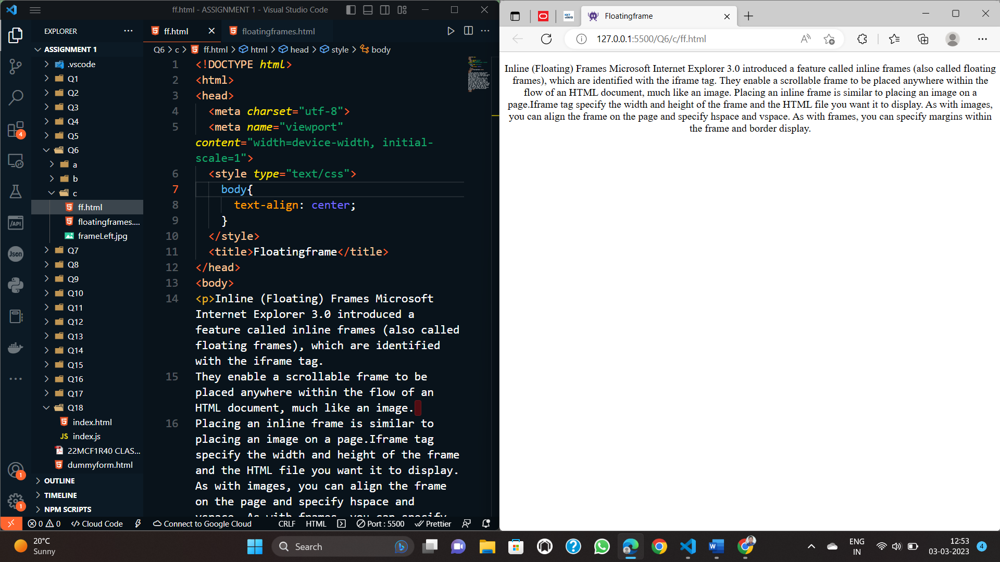 ff.html - ASSIGNMENT 1 - Visual Studio Code
EXPLORER
ASSIGNMENT 1
.vscode
Q1
Q2
Q3
Q4
Q5
Q6
a
b
c
ff.html
floatingframes....
frameLeft.jpg
Q7
Q8
Q9
Q10
Q11
Q12
Q13
Q14
Q15
Q16
Q17
Q18
index.html
JS index.js
22MCF1R40 CLAS...
dummyform.html
OUTLINE
TIMELINE
NPM SCRIPTS
4
/API
Json
1
1
ff.html
floatingframes.html
Q6 > c > ff.html > html > head > style > body
1 <!DOCTYPE html>
2 <html>
3 <head>
4 <meta charset="utf-8">
5 <meta name="viewport"
content="width=device-width, initial-
scale=1">
6 <style type="text/css">
7 body{
8 text-align: center;
9 }
10 </style>
11 <title>Floatingframe</title>
12 </head>
13 <body>
14 <p>Inline (Floating) Frames Microsoft
Internet Explorer 3.0 introduced a
feature called inline frames (also called
floating frames), which are identified
with the iframe tag.
15 They enable a scrollable frame to be
placed anywhere within the flow of an
HTML document, much like an image.
16 Placing an inline frame is similar to
placing an image on a page.Iframe tag
specify the width and height of the frame
and the HTML file you want it to display.
As with images, you can align the frame
on the page and specify hspace and
vspace. As with frames, you can specify
0 0 Cloud Code Connect to Google Cloud CRLF HTML Port : 5500 Prettier
Floatingframe
127.0.0.1:5500/Q6/c/ff.html
Inline (Floating) Frames Microsoft Internet Explorer 3.0 introduced a feature called inline frames (also called floating
frames), which are identified with the iframe tag. They enable a scrollable frame to be placed anywhere within the
flow of an HTML document, much like an image. Placing an inline frame is similar to placing an image on a
page.Iframe tag specify the width and height of the frame and the HTML file you want it to display. As with images,
you can align the frame on the page and specify hspace and vspace. As with frames, you can specify margins within
the frame and border display.
20°C
Sunny
Search
ENG
IN
12:53
03-03-2023
4